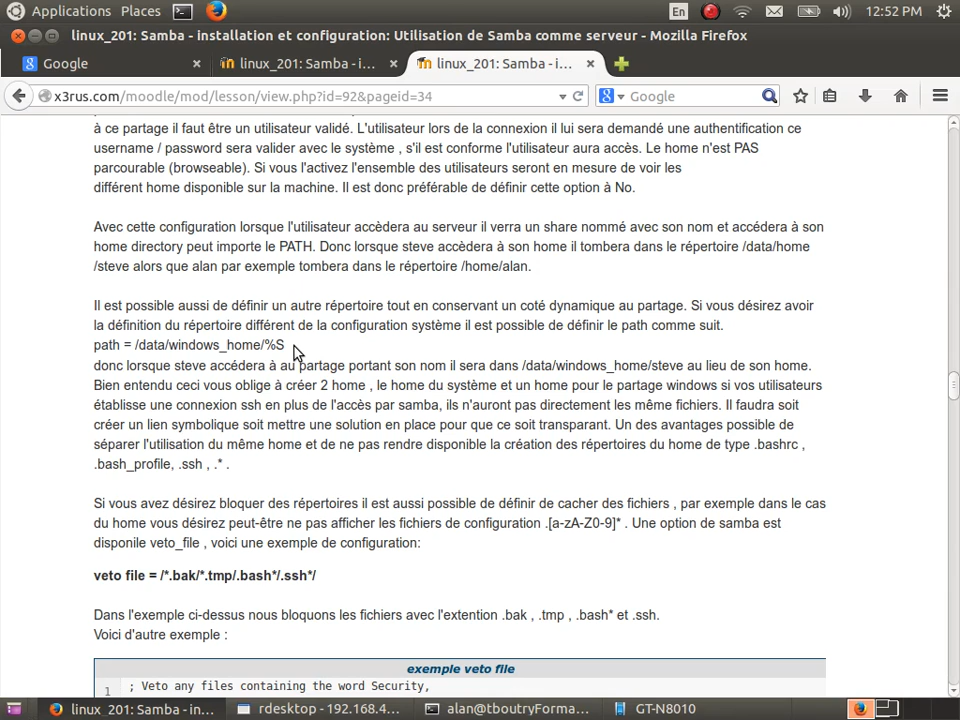 Applications Places En 12:52 PM
linux_201: Samba - installation et configuration: Utilisation de Samba comme serveur - Mozilla Firefox
Google linux_201: Samba - i... linux_201: Samba - i...
x3rus.com/moodle/mod/lesson/view.php?id=92&pageid=34 Google
à ce partage il faut être un utilisateur validé. L'utilisateur lors de la connexion il lui sera demandé une authentification ce
username / password sera valider avec le système , s'il est conforme l'utilisateur aura accès. Le home n'est PAS
parcourable (browseable). Si vous l'activez l'ensemble des utilisateurs seront en mesure de voir les
différent home disponible sur la machine. Il est donc préférable de définir cette option à No.
Avec cette configuration lorsque l'utilisateur accèdera au serveur il verra un share nommé avec son nom et accédera à son
home directory peut importe le PATH. Donc lorsque steve accèdera à son home il tombera dans le répertoire /data/home
/steve alors que alan par exemple tombera dans le répertoire /home/alan.
Il est possible aussi de définir un autre répertoire tout en conservant un coté dynamique au partage. Si vous désirez avoir
la définition du répertoire différent de la configuration système il est possible de définir le path comme suit.
path = /data/windows_home/%S
donc lorsque steve accédera à au partage portant son nom il sera dans /data/windows_home/steve au lieu de son home.
Bien entendu ceci vous oblige à créer 2 home , le home du système et un home pour le partage windows si vos utilisateurs
établisse une connexion ssh en plus de l'accès par samba, ils n'auront pas directement les même fichiers. Il faudra soit
créer un lien symbolique soit mettre une solution en place pour que ce soit transparant. Un des avantages possible de
séparer l'utilisation du même home et de ne pas rendre disponible la création des répertoires du home de type .bashrc ,
.bash_profile, .ssh , .* .
Si vous avez désirez bloquer des répertoires il est aussi possible de définir de cacher des fichiers , par exemple dans le cas
du home vous désirez peut-être ne pas afficher les fichiers de configuration .[a-zA-Z0-9]* . Une option de samba est
disponile veto_file , voici une exemple de configuration:
veto file = /*.bak/*.tmp/.bash*/.ssh*/
Dans l'exemple ci-dessus nous bloquons les fichiers avec l'extention .bak , .tmp , .bash* et .ssh.
Voici d'autre exemple :
exemple veto file
1 ; Veto any files containing the word Security,
linux_201: Samba - in... rdesktop - 192.168.4... alan@tboutryForma... GT-N8010